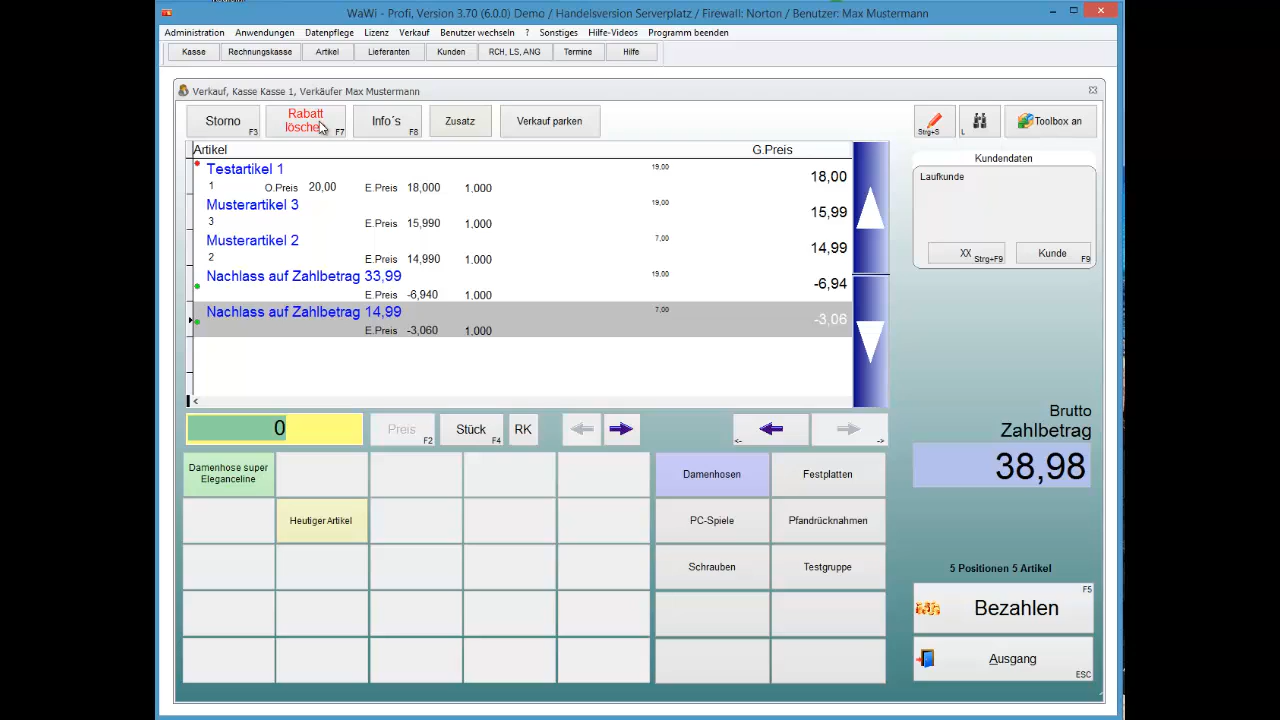 WaWi - Profi, Version 3.70 (6.0.0) Demo / Handelsversion Serverplatz / Firewall: Norton / Benutzer: Max Mustermann
Administration Anwendungen Datenpflege Lizenz Verkauf Benutzer wechseln ? Sonstiges Hilfe-Videos Programm beenden
Kasse Rechnungskasse Artikel Lieferanten Kunden RCH, LS, ANG Termine Hilfe
Verkauf, Kasse Kasse 1, Verkäufer Max Mustermann
Storno F3
Rabatt
löschen F7
Info´s F8
Zusatz
Verkauf parken
Strg+S
L
Toolbox an
Artikel G.Preis
Testartikel 1 19,00 18,00
1 O.Preis 20,00 E.Preis 18,000 1,000
Musterartikel 3 19,00 15,99
3 E.Preis 15,990 1,000
Musterartikel 2 7,00 14,99
2 E.Preis 14,990 1,000
Nachlass auf Zahlbetrag 33,99 19,00 -6,94
E.Preis -6,940 1,000
Nachlass auf Zahlbetrag 14,99 7,00 -3,06
E.Preis -3,060 1,000
<
Kundendaten
Laufkunde
XX Strg+F9 Kunde F9
0 Preis F2 Stück F4 RK <- ->
Brutto
Zahlbetrag
38,98
Damenhose super
Eleganceline
Heutiger Artikel
Damenhosen Festplatten
PC-Spiele Pfandrücknahmen
Schrauben Testgruppe
5 Positionen 5 Artikel
Bezahlen F5
Ausgang ESC